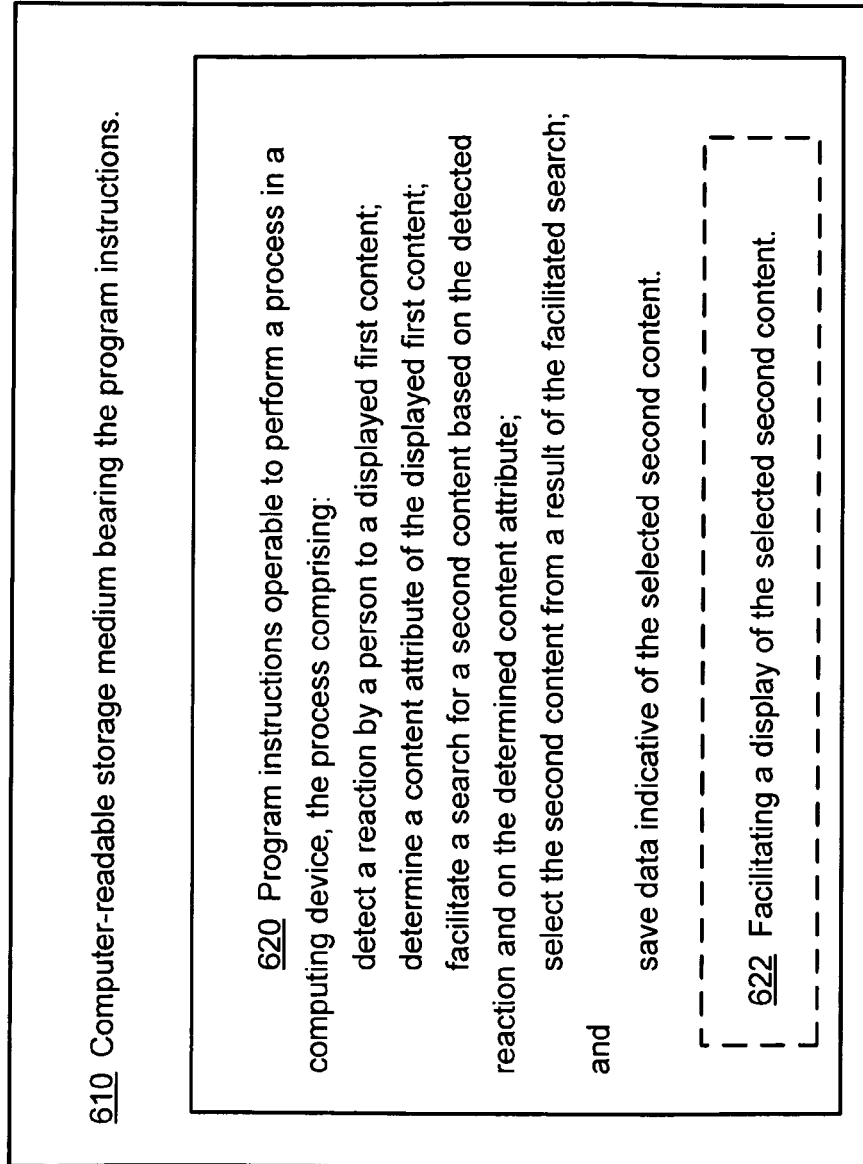 610 Computer-readable storage medium bearing the program instructions.
620 Program instructions operable to perform a process in a
computing device, the process comprising:
detect a reaction by a person to a displayed first content;
determine a content attribute of the displayed first content;
facilitate a search for a second content based on the detected
reaction and on the determined content attribute;
select the second content from a result of the facilitated search;
and
save data indicative of the selected second content.
622 Facilitating a display of the selected second content.